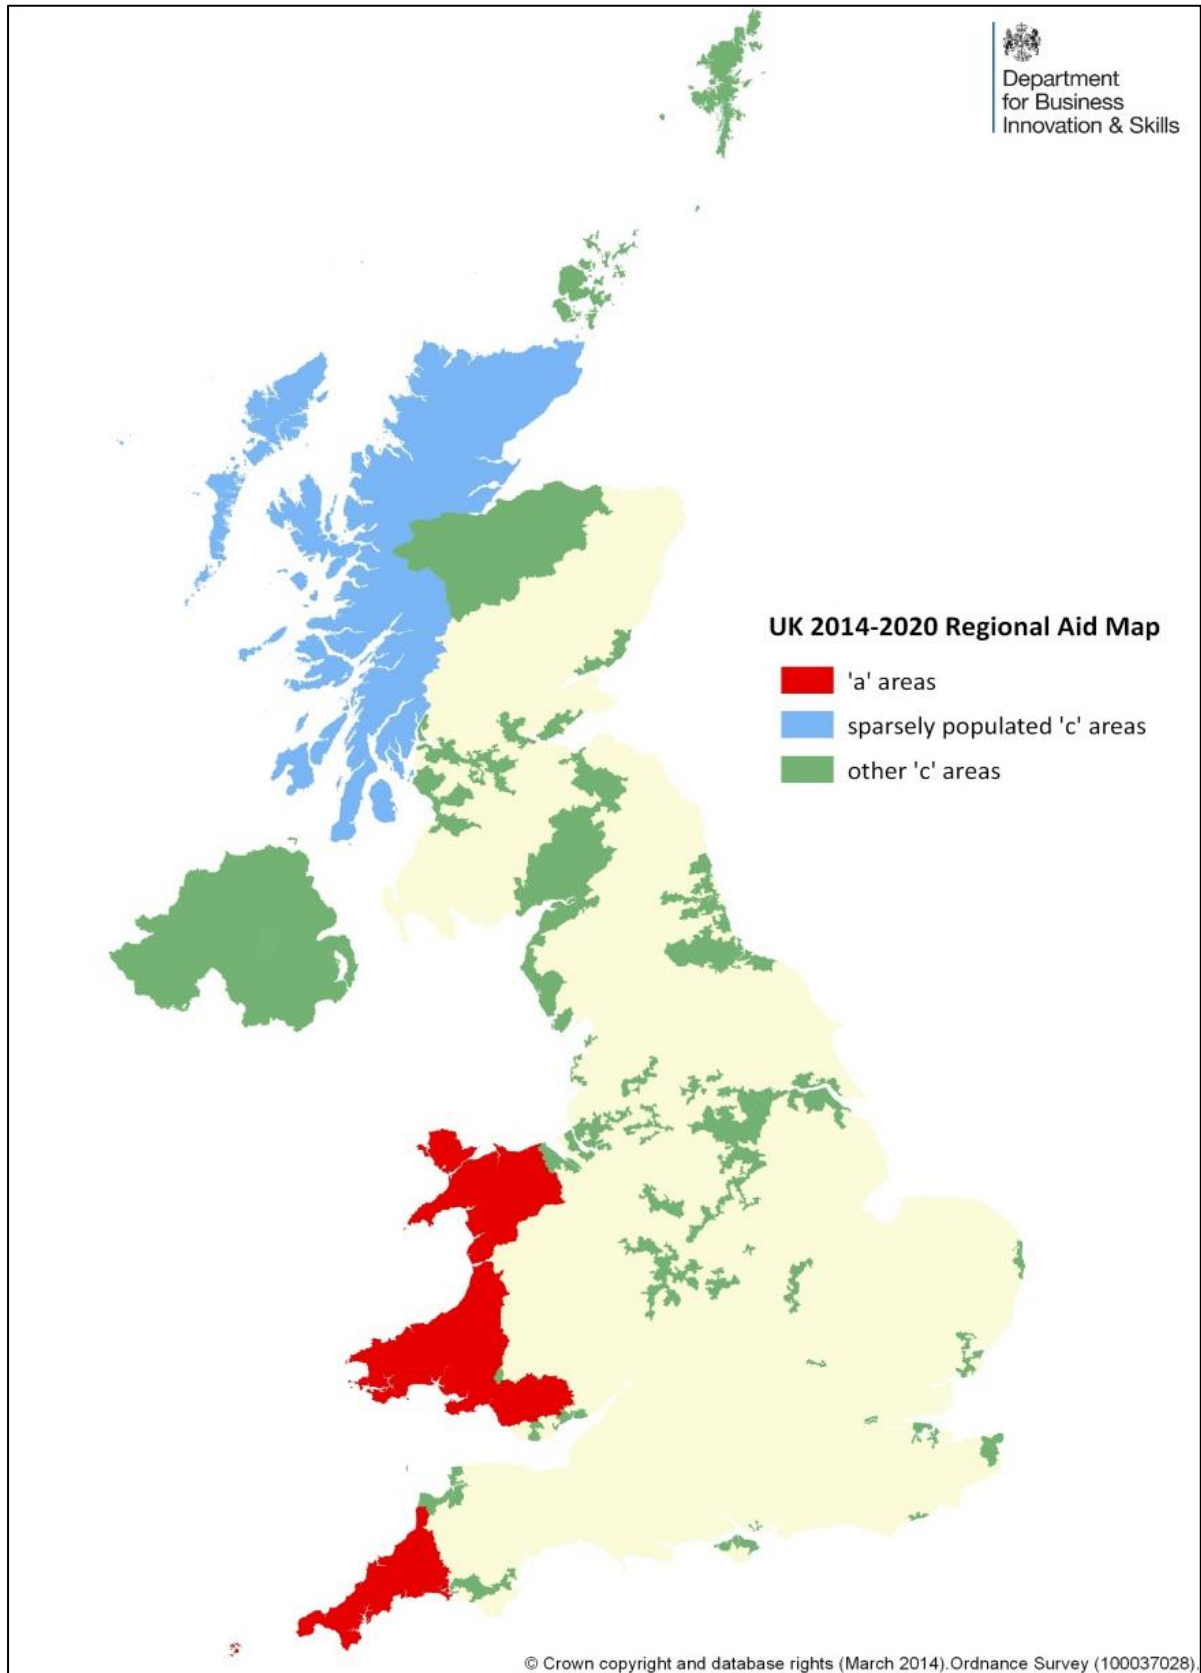 Department
for Business
Innovation & Skills
UK 2014-2020 Regional Aid Map
'a' areas
sparsely populated 'c' areas
other 'c' areas
© Crown copyright and database rights (March 2014).Ordnance Survey (100037028).